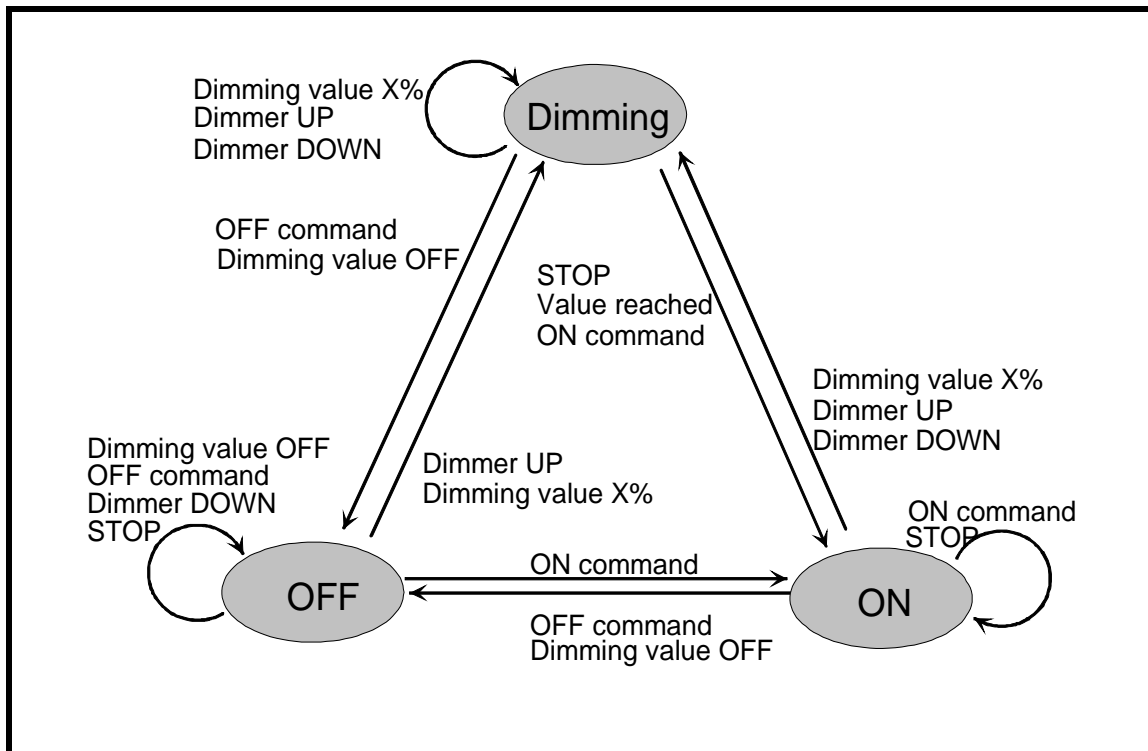 Dimming value X%
Dimmer UP
Dimmer DOWN
Dimming
OFF command
Dimming value OFF
STOP
Value reached
ON command
Dimming value X%
Dimmer UP
Dimmer DOWN
Dimming value OFF
OFF command
Dimmer DOWN
STOP
Dimmer UP
Dimming value X%
ON command
STOP
OFF
ON command
ON
OFF command
Dimming value OFF